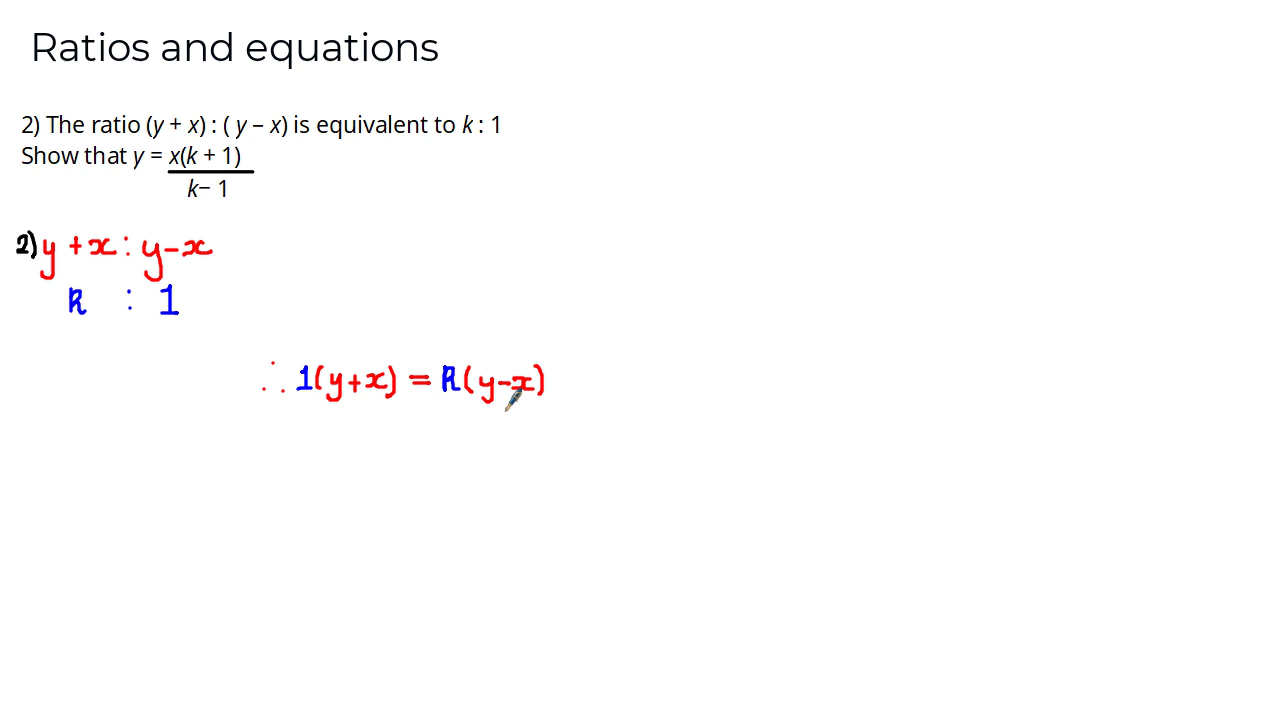 Ratios and equations
2) The ratio (y + x) : ( y – x) is equivalent to k : 1
Show that y = x(k + 1)
k– 1
2) y + x : y - x
k : 1
∴ 1(y+x) = k(y-x)